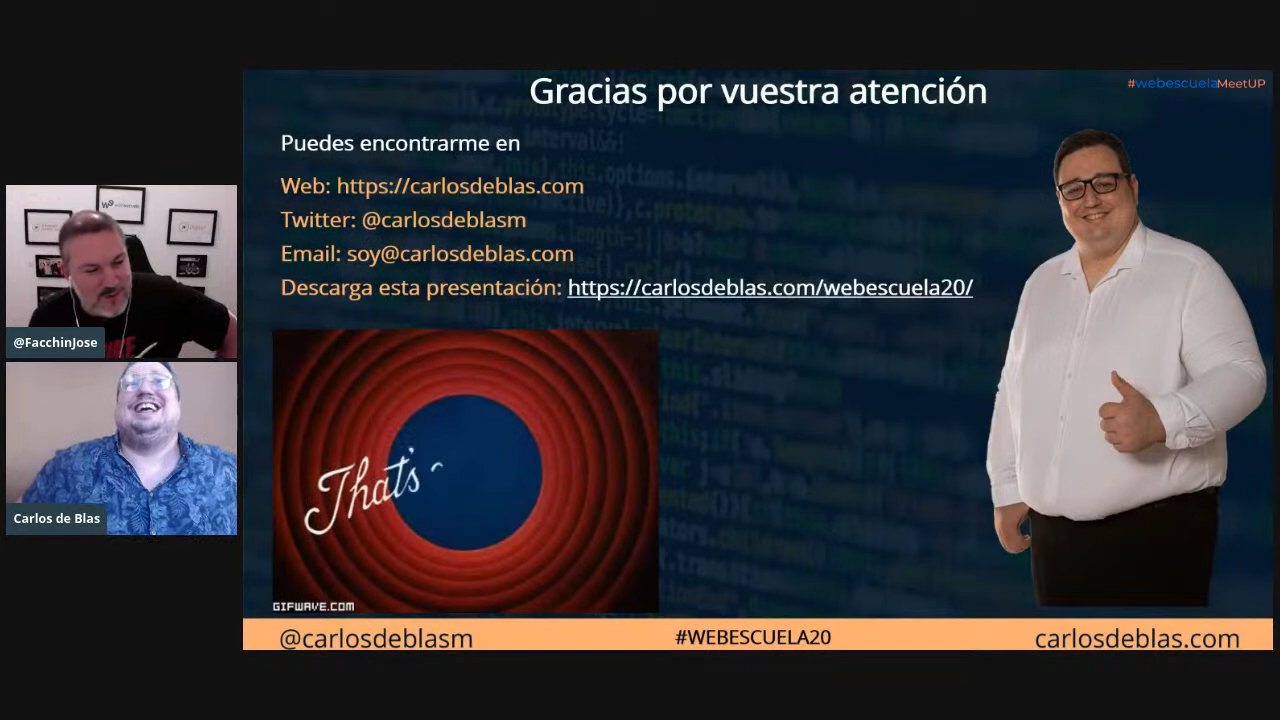 Gracias por vuestra atención
#webescuelaMeetUP
Puedes encontrarme en
Web: https://carlosdeblas.com
Twitter: @carlosdeblasm
Email: soy@carlosdeblas.com
Descarga esta presentación: https://carlosdeblas.com/webescuela20/
@FacchinJose
Carlos de Blas
That's
GIFWAVE.COM
@carlosdeblasm
#WEBESCUELA20
carlosdeblas.com